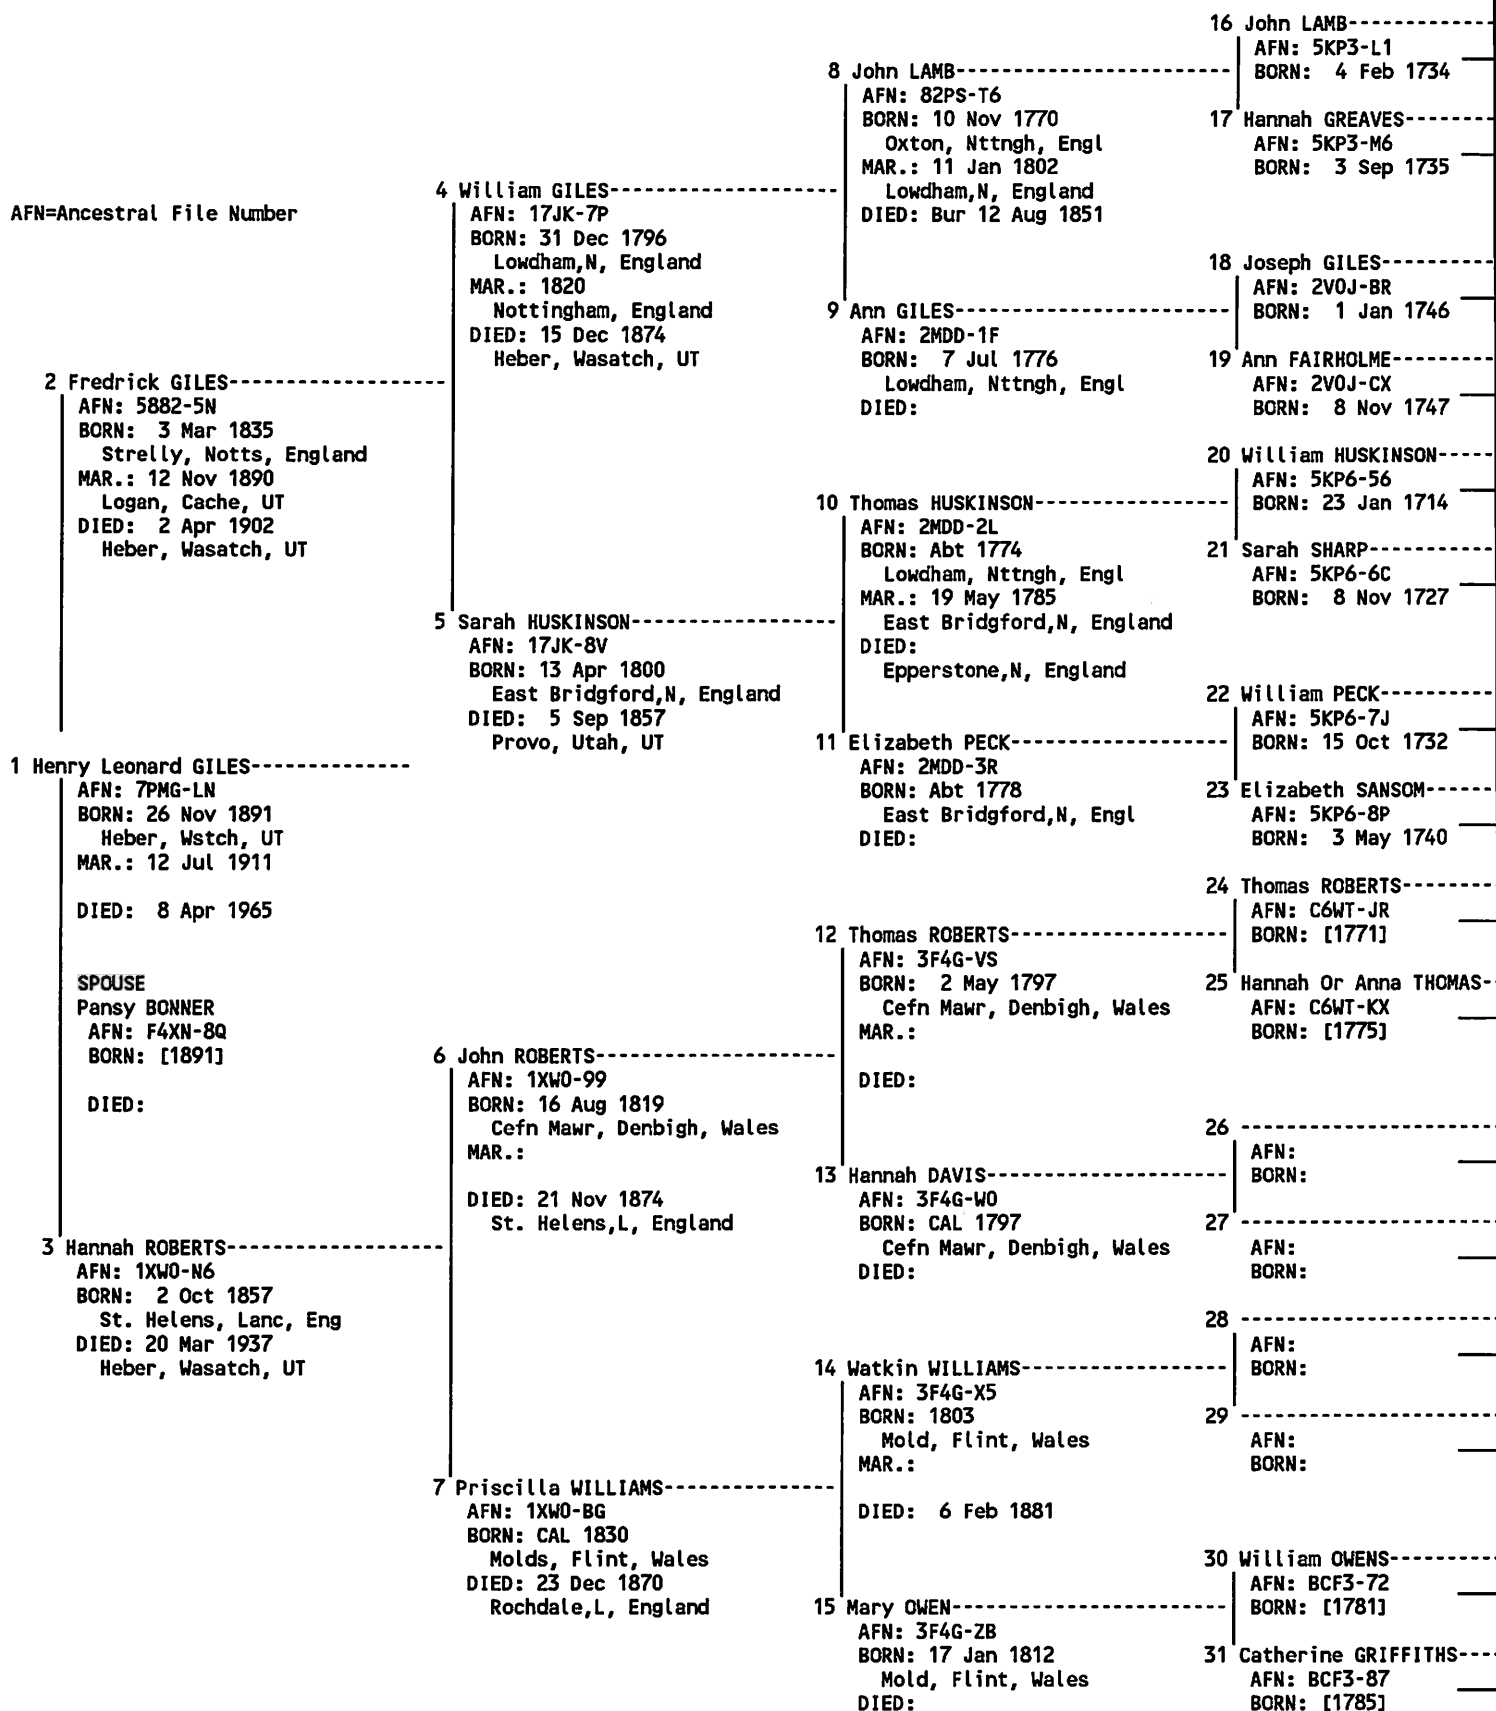 AFN=Ancestral File Number
1 Henry Leonard GILES--------------
AFN: 7PMG-LN
BORN: 26 Nov 1891
Heber, Wstch, UT
MAR.: 12 Jul 1911
DIED: 8 Apr 1965
SPOUSE
Pansy BONNER
AFN: F4XN-8Q
BORN: [1891]
DIED:
2 Fredrick GILES------------------
AFN: 5882-5N
BORN: 3 Mar 1835
Strelly, Notts, England
MAR.: 12 Nov 1890
Logan, Cache, UT
DIED: 2 Apr 1902
Heber, Wasatch, UT
3 Hannah ROBERTS------------------
AFN: 1XW0-N6
BORN: 2 Oct 1857
St. Helens, Lanc, Eng
DIED: 20 Mar 1937
Heber, Wasatch, UT
4 William GILES-------------------
AFN: 17JK-7P
BORN: 31 Dec 1796
Lowdham,N, England
MAR.: 1820
Nottingham, England
DIED: 15 Dec 1874
Heber, Wasatch, UT
5 Sarah HUSKINSON-----------------
AFN: 17JK-8V
BORN: 13 Apr 1800
East Bridgford,N, England
DIED: 5 Sep 1857
Provo, Utah, UT
6 John ROBERTS--------------------
AFN: 1XW0-99
BORN: 16 Aug 1819
Cefn Mawr, Denbigh, Wales
MAR.:
DIED: 21 Nov 1874
St. Helens,L, England
7 Priscilla WILLIAMS--------------
AFN: 1XW0-BG
BORN: CAL 1830
Molds, Flint, Wales
DIED: 23 Dec 1870
Rochdale,L, England
8 John LAMB-----------------------
AFN: 82PS-T6
BORN: 10 Nov 1770
Oxton, Nttngh, Engl
MAR.: 11 Jan 1802
Lowdham,N, England
DIED: Bur 12 Aug 1851
9 Ann GILES-----------------------
AFN: 2MDD-1F
BORN: 7 Jul 1776
Lowdham, Nttngh, Engl
DIED:
10 Thomas HUSKINSON-----------------
AFN: 2MDD-2L
BORN: Abt 1774
Lowdham, Nttngh, Engl
MAR.: 19 May 1785
East Bridgford,N, England
DIED:
Epperstone,N, England
11 Elizabeth PECK-------------------
AFN: 2MDD-3R
BORN: Abt 1778
East Bridgford,N, Engl
DIED:
12 Thomas ROBERTS-------------------
AFN: 3F4G-VS
BORN: 2 May 1797
Cefn Mawr, Denbigh, Wales
MAR.:
DIED:
13 Hannah DAVIS---------------------
AFN: 3F4G-W0
BORN: CAL 1797
Cefn Mawr, Denbigh, Wales
DIED:
14 Watkin WILLIAMS------------------
AFN: 3F4G-X5
BORN: 1803
Mold, Flint, Wales
MAR.:
DIED: 6 Feb 1881
15 Mary OWEN------------------------
AFN: 3F4G-ZB
BORN: 17 Jan 1812
Mold, Flint, Wales
DIED:
16 John LAMB-------------
AFN: 5KP3-L1
BORN: 4 Feb 1734
17 Hannah GREAVES--------
AFN: 5KP3-M6
BORN: 3 Sep 1735
18 Joseph GILES----------
AFN: 2V0J-BR
BORN: 1 Jan 1746
19 Ann FAIRHOLME---------
AFN: 2V0J-CX
BORN: 8 Nov 1747
20 William HUSKINSON-----
AFN: 5KP6-56
BORN: 23 Jan 1714
21 Sarah SHARP-----------
AFN: 5KP6-6C
BORN: 8 Nov 1727
22 William PECK----------
AFN: 5KP6-7J
BORN: 15 Oct 1732
23 Elizabeth SANSOM------
AFN: 5KP6-8P
BORN: 3 May 1740
24 Thomas ROBERTS--------
AFN: C6WT-JR
BORN: [1771]
25 Hannah Or Anna THOMAS-
AFN: C6WT-KX
BORN: [1775]
26 ----------------------
AFN:
BORN:
27 ----------------------
AFN:
BORN:
28 ----------------------
AFN:
BORN:
29 ----------------------
AFN:
BORN:
30 William OWENS---------
AFN: BCF3-72
BORN: [1781]
31 Catherine GRIFFITHS---
AFN: BCF3-87
BORN: [1785]